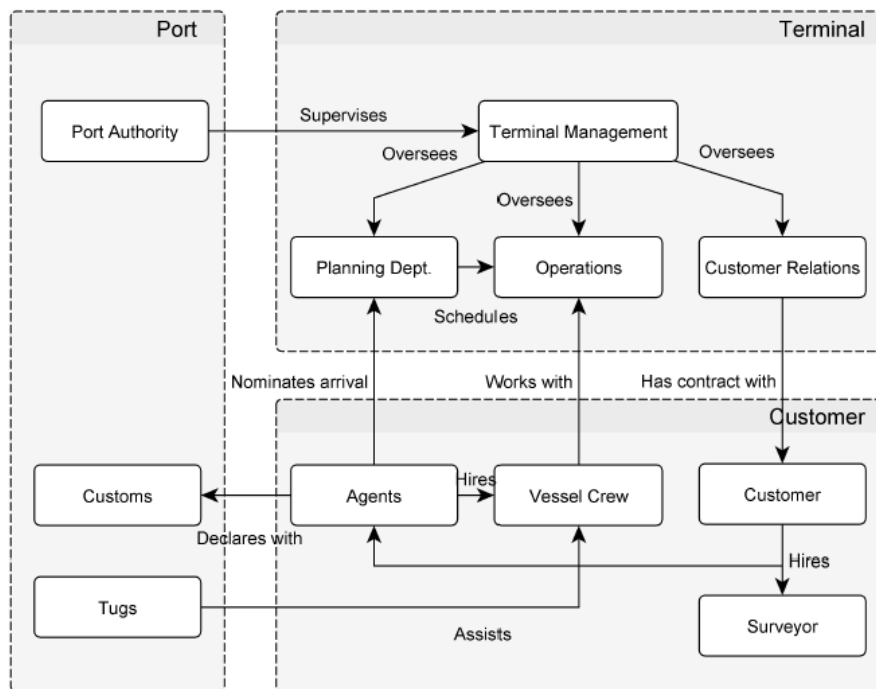 Port
Terminal
Port Authority
Supervises
Terminal Management
Oversees
Oversees
Oversees
Planning Dept.
Operations
Customer Relations
Schedules
Nominates arrival
Works with
Has contract with
Customer
Customs
Agents
Hires
Vessel Crew
Customer
Declares with
Hires
Tugs
Assists
Surveyor